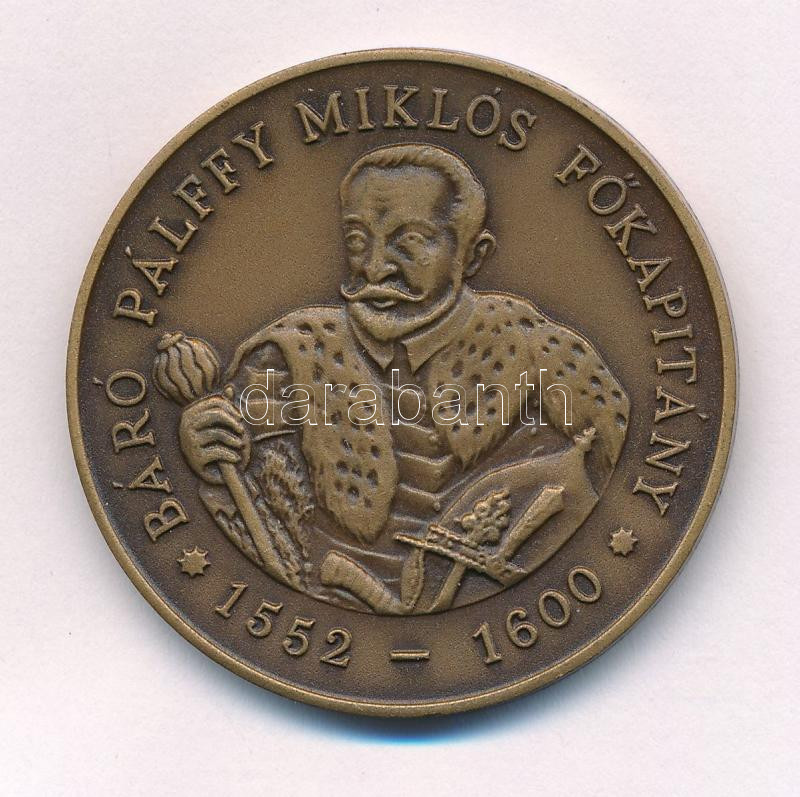 BÁRÓ PÁLFFY MIKLÓS FŐKAPITÁNY
1552 – 1600
darabanth